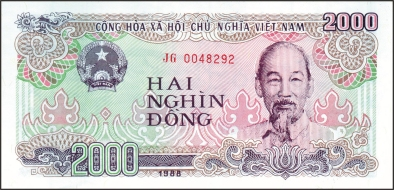 CỘNG HÒA XÃ HỘI CHỦ NGHĨA VIỆT NAM
2000
JG 0048292
HAI
NGHÌN
ĐỒNG
2000
1988